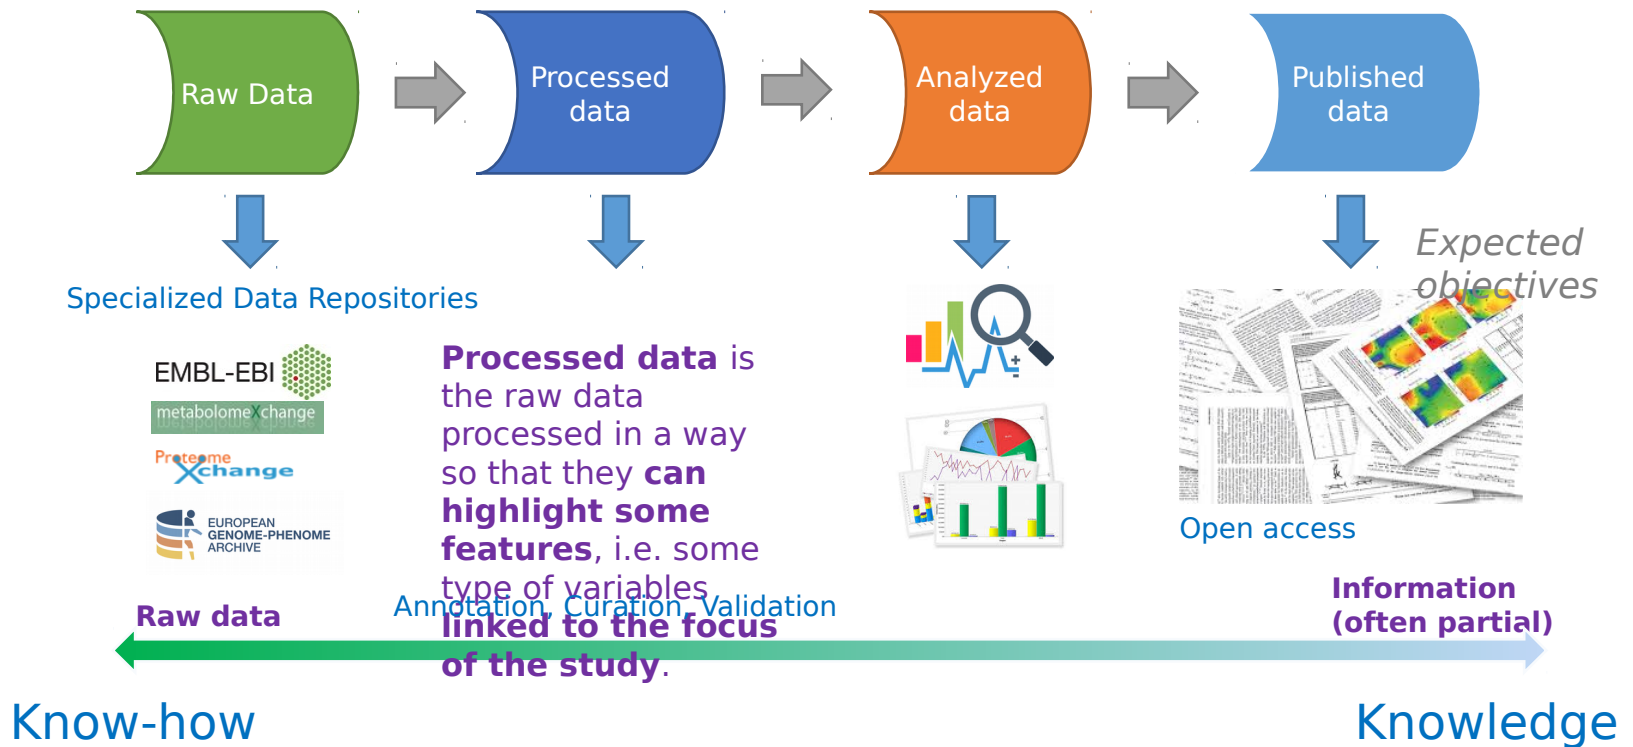 Raw Data
Processed
data
Analyzed
data
Published
data
Expected
objectives
Specialized Data Repositories
EMBL-EBI
metabolomeXchange
Proteome
Xchange
EUROPEAN
GENOME-PHENOME
ARCHIVE
Processed data is
the raw data
processed in a way
so that they can
highlight some
features, i.e. some
type of variables
linked to the focus
of the study.
Open access
Annotation, Curation, Validation
Raw data
Information
(often partial)
Know-how
Knowledge